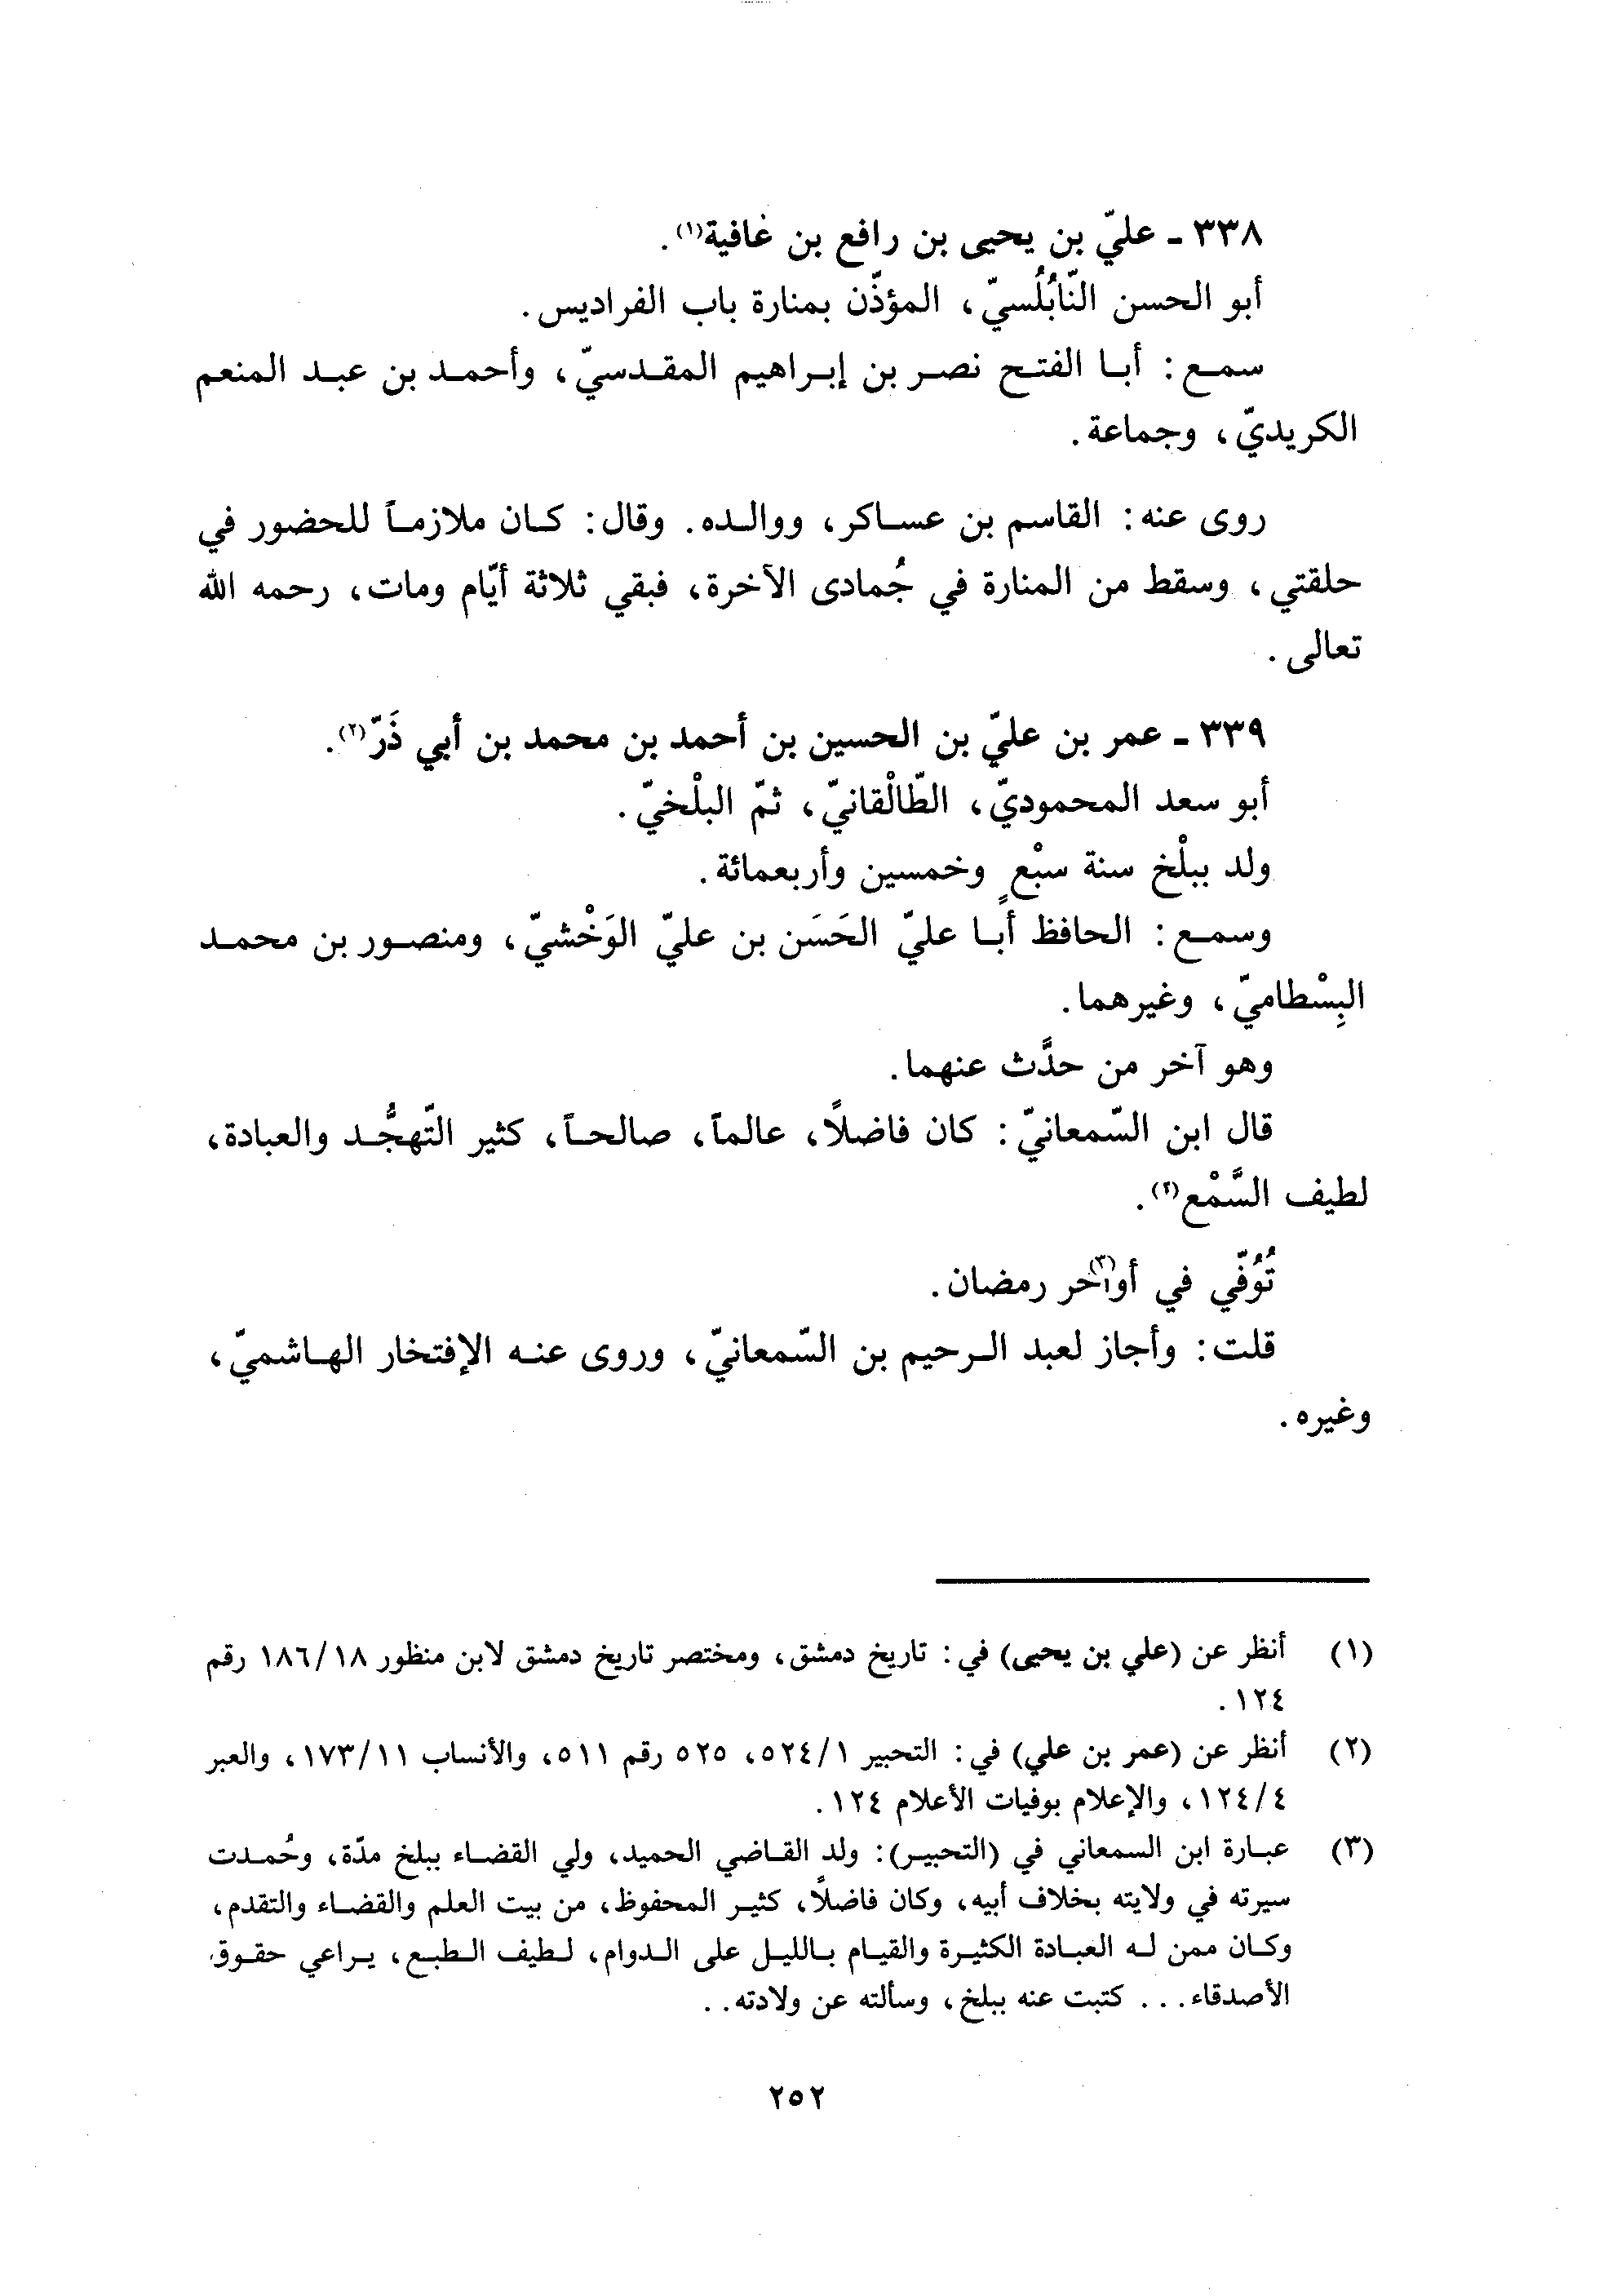 ٣٣٨ - عليّ بن يحيى بن رافع بن غافية(١).
أبو الحسن النّابُلُسيّ، المؤذّن بمنارة باب الفراديس.
سمع: أبا الفتح نصر بن إبراهيم المقدسيّ، وأحمد بن عبد المنعم
الكريديّ، وجماعة.
روى عنه: القاسم بن عساكر، ووالده. وقال: كان ملازماً للحضور في
حلقتي، وسقط من المنارة في جُمادى الآخرة، فبقي ثلاثة أيّام ومات، رحمه الله
تعالى.
٣٣٩ - عمر بن عليّ بن الحسين بن أحمد بن محمد بن أبي ذَرّ(٢).
أبو سعد المحموديّ، الطّالْقانيّ، ثمّ البلْخيّ.
ولد ببلْخ سنة سبْعٍ وخمسين وأربعمائة.
وسمع: الحافظ أبا عليّ الحَسَن بن عليّ الوَخْشيّ، ومنصور بن محمد
البِسْطاميّ، وغيرهما.
وهو آخر من حدَّث عنهما.
قال ابن السّمعانيّ: كان فاضلًا، عالماً، صالحاً، كثير التّهجُّد والعبادة،
لطيف السَّمْع(٢).
تُوُفّي في أواخر(٣) رمضان.
قلت: وأجاز لعبد الرحيم بن السّمعانيّ، وروى عنه الإفتخار الهاشميّ،
وغيره.
(١) أنظر عن (علي بن يحيى) في: تاريخ دمشق، ومختصر تاريخ دمشق لابن منظور ١٨/١٨٦ رقم
١٢٤.
(٢) أنظر عن (عمر بن علي) في: التحبير ١/٥٢٤، ٥٢٥ رقم ٥١١، والأنساب ١١/١٧٣، والعبر
٤/١٢٤، والإعلام بوفيات الأعلام ١٢٤.
(٣) عبارة ابن السمعاني في (التحبير): ولد القاضي الحميد، ولي القضاء ببلخ مدّة، وحُمدت
سيرته في ولايته بخلاف أبيه، وكان فاضلًا، كثير المحفوظ، من بيت العلم والقضاء والتقدم،
وكان ممن له العبادة الكثيرة والقيام بالليل على الدوام، لطيف الطبع، يراعي حقوق
الأصدقاء... كتبت عنه ببلخ، وسألته عن ولادته..
٢٥٢